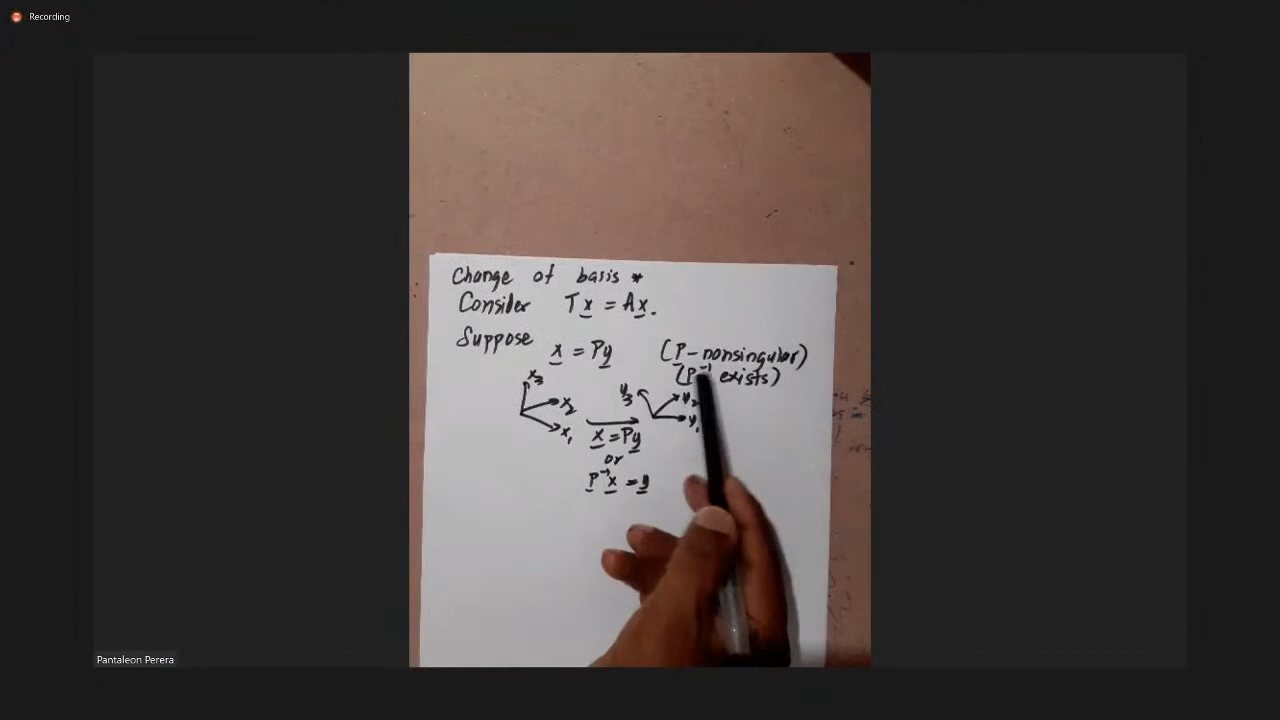 Recording
Change of basis *
Consider Tx = Ax.
Suppose
x = Py (P - nonsingular)
(P⁻¹ exists)
x₃ x₂ x₁
y₃ y₂ y₁
x = Py
or
P⁻¹x = y
Pantaleon Perera